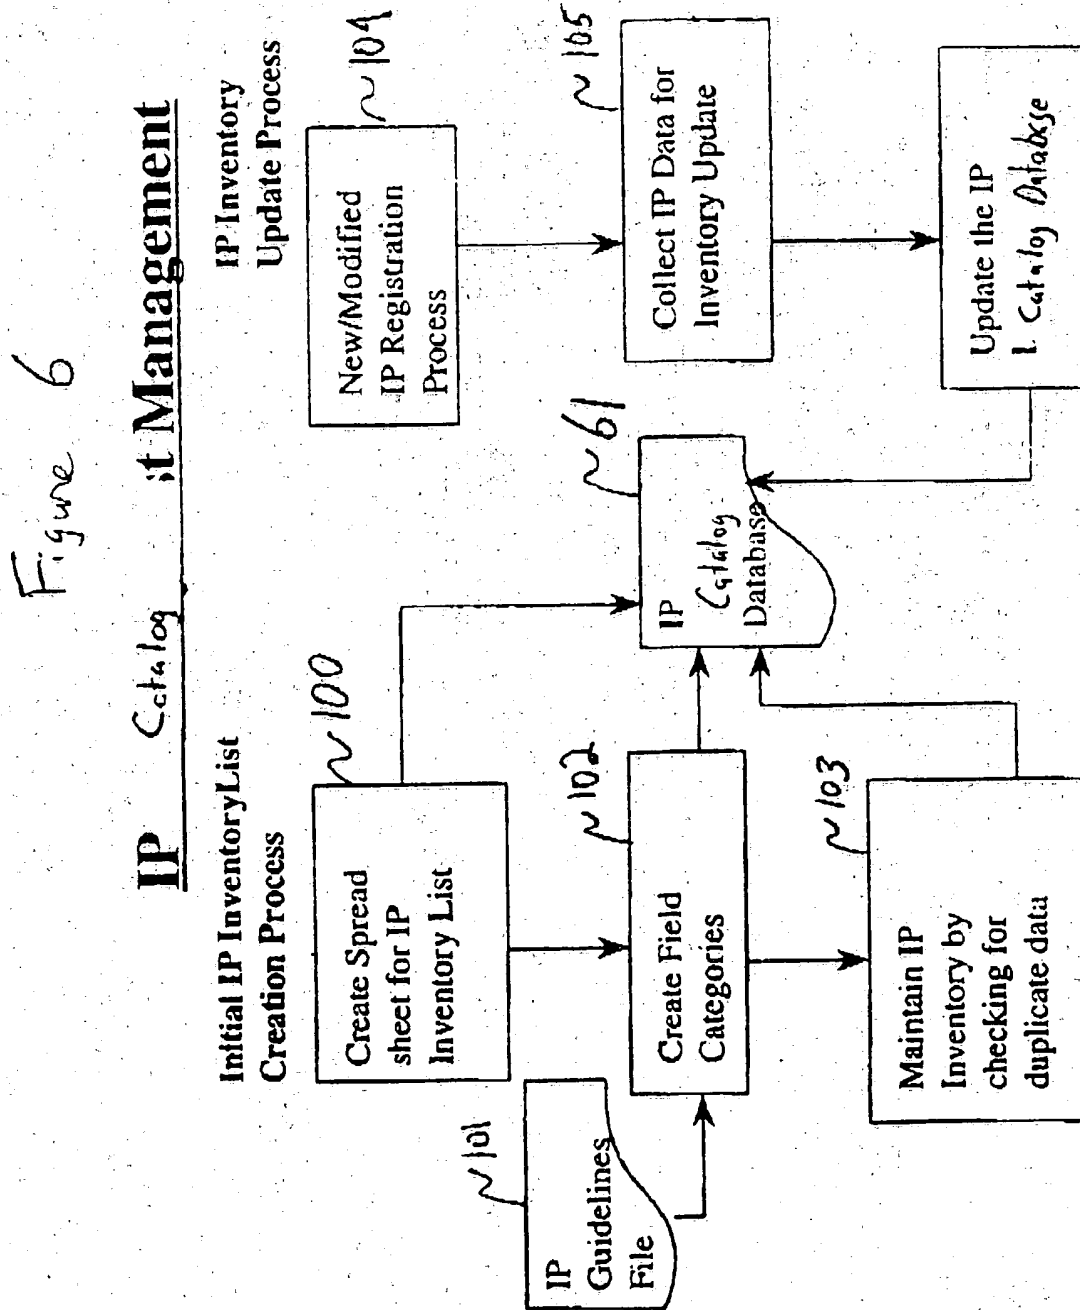 Figure 6
IP Catalog st Management
Initial IP InventoryList
Creation Process
IP Inventory
Update Process
~100
Create Spread
sheet for IP
Inventory List
~101
IP
Guidelines
File
~102
Create Field
Categories
~103
Maintain IP
Inventory by
checking for
duplicate data
~61
IP Catalog
Database
~104
New/Modified
IP Registration
Process
~105
Collect IP Data for
Inventory Update
Update the IP
I. Catalog Database